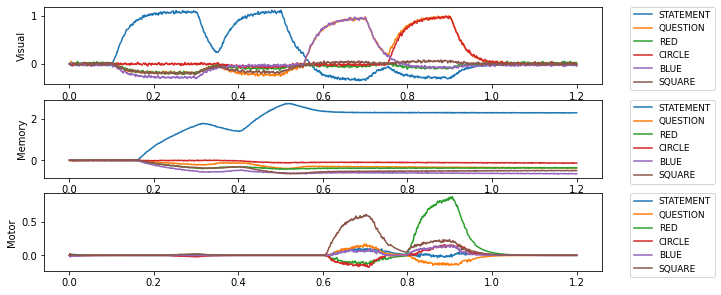 Visual
1
0
0.0 0.2 0.4 0.6 0.8 1.0 1.2
STATEMENT
QUESTION
RED
CIRCLE
BLUE
SQUARE
Memory
2
0
0.0 0.2 0.4 0.6 0.8 1.0 1.2
STATEMENT
QUESTION
RED
CIRCLE
BLUE
SQUARE
Motor
0.5
0.0
0.0 0.2 0.4 0.6 0.8 1.0 1.2
STATEMENT
QUESTION
RED
CIRCLE
BLUE
SQUARE